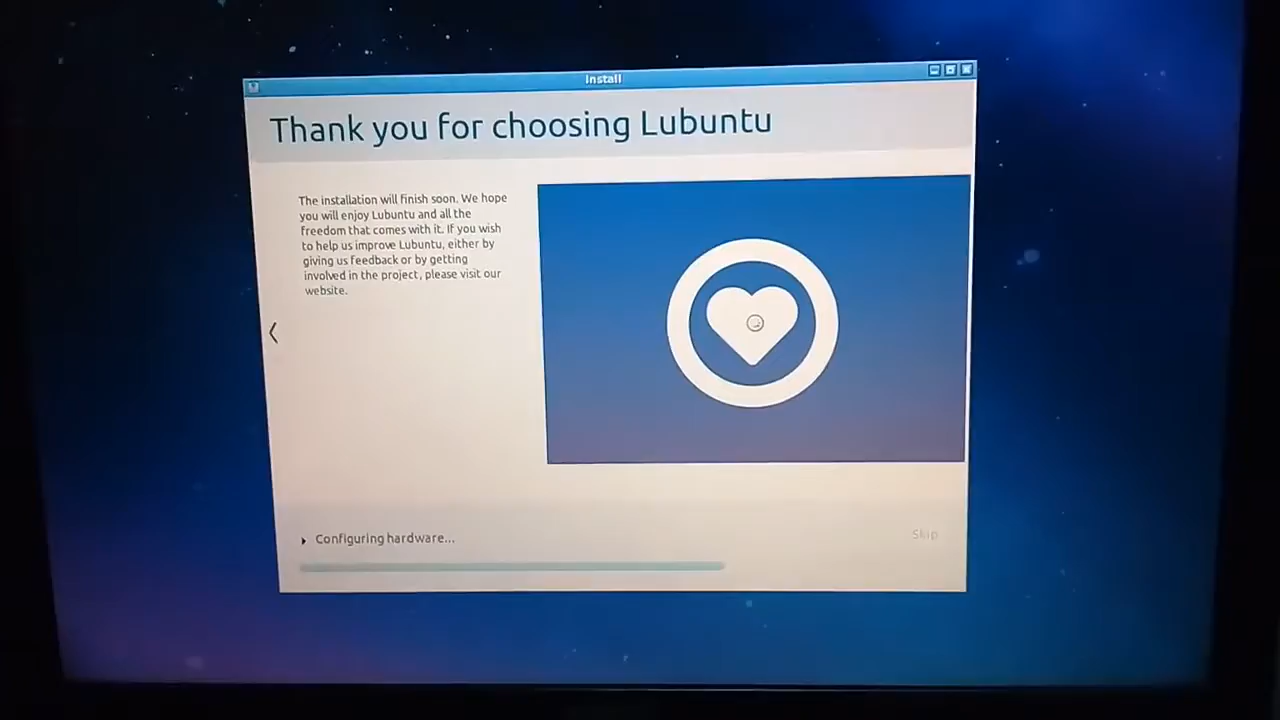 Install
Thank you for choosing Lubuntu
The installation will finish soon. We hope
you will enjoy Lubuntu and all the
freedom that comes with it. If you wish
to help us improve Lubuntu, either by
giving us feedback or by getting
involved in the project, please visit our
website.
Configuring hardware...
Skip